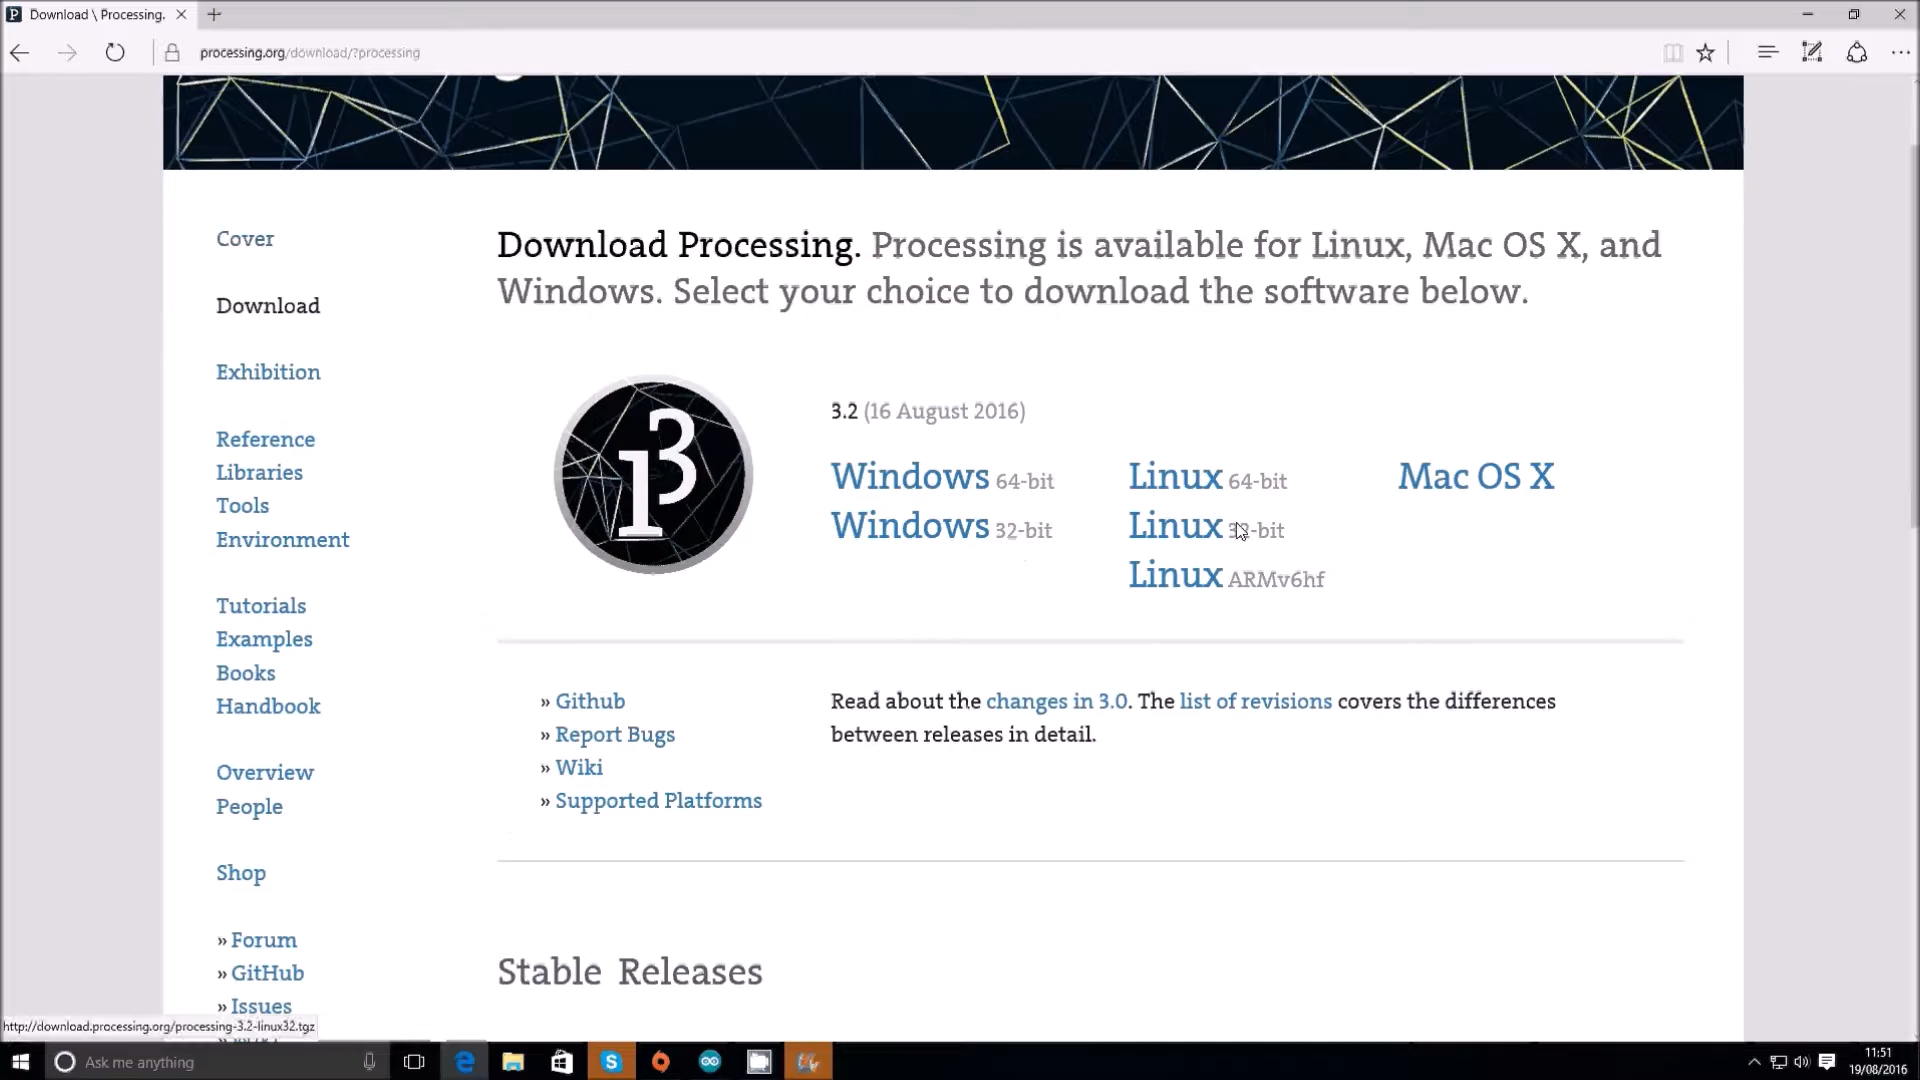 Download \ Processing.
processing.org/download/?processing
Cover
Download
Exhibition
Reference
Libraries
Tools
Environment
Tutorials
Examples
Books
Handbook
Overview
People
Shop
» Forum
» GitHub
» Issues
Download Processing. Processing is available for Linux, Mac OS X, and
Windows. Select your choice to download the software below.
3.2 (16 August 2016)
Windows 64-bit
Windows 32-bit
Linux 64-bit
Linux 32-bit
Linux ARMv6hf
Mac OS X
» Github
» Report Bugs
» Wiki
» Supported Platforms
Read about the changes in 3.0. The list of revisions covers the differences
between releases in detail.
Stable Releases
http://download.processing.org/processing-3.2-linux32.tgz
Ask me anything
11:51
19/08/2016